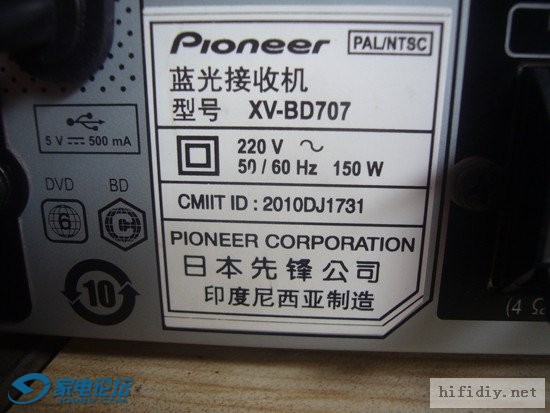 Pioneer
PAL/NTSC
蓝光接收机
型号 XV-BD707
5 V 500 mA
220 V
50 / 60 Hz 150 W
DVD
BD
6
C
CMIIT ID : 2010DJ1731
PIONEER CORPORATION
日本先锋公司
印度尼西亚制造
10
(4 Ω
家电论坛
hifidiy.net